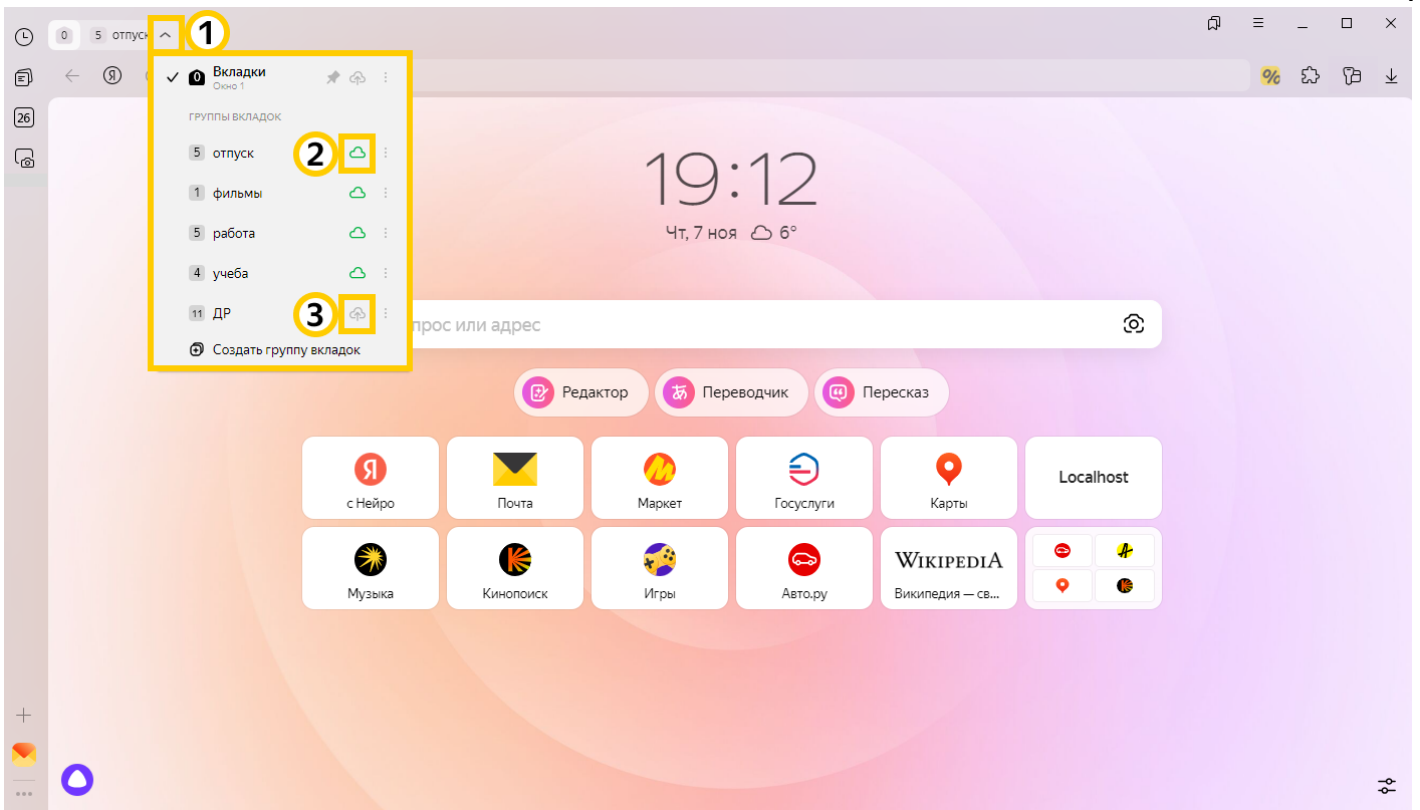 0 5 отпуск 1
Вкладки
Окно 1
26
ГРУППЫ ВКЛАДОК
5 отпуск 2
1 фильмы
5 работа
4 учеба
11 ДР 3
Создать группу вкладок
19:12
Чт, 7 ноя 6°
прос или адрес
Редактор Переводчик Пересказ
с Нейро Почта Маркет Госуслуги Карты Localhost
WIKIPEDIA
Музыка Кинопоиск Игры Авто.ру Википедия — св...